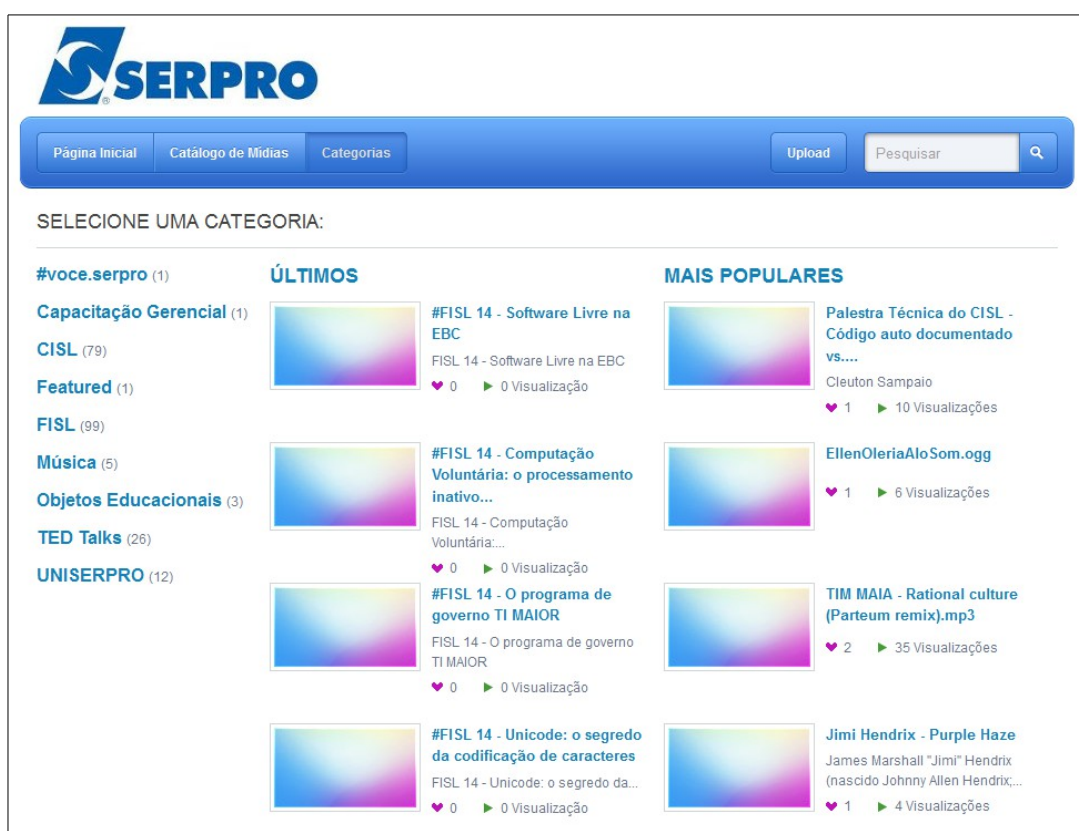 SERPRO
Página Inicial
Catálogo de Mídias
Categorias
Upload
Pesquisar
SELECIONE UMA CATEGORIA:
#voce.serpro (1)
Capacitação Gerencial (1)
CISL (79)
Featured (1)
FISL (99)
Música (5)
Objetos Educacionais (3)
TED Talks (26)
UNISERPRO (12)
ÚLTIMOS
#FISL 14 - Software Livre na
EBC
FISL 14 - Software Livre na EBC
0 0 Visualização
#FISL 14 - Computação
Voluntária: o processamento
inativo...
FISL 14 - Computação
Voluntária:...
0 0 Visualização
#FISL 14 - O programa de
governo TI MAIOR
FISL 14 - O programa de governo
TI MAIOR
0 0 Visualização
#FISL 14 - Unicode: o segredo
da codificação de caracteres
FISL 14 - Unicode: o segredo da...
0 0 Visualização
MAIS POPULARES
Palestra Técnica do CISL -
Código auto documentado
vs....
Cleuton Sampaio
1 10 Visualizações
EllenOleriaAloSom.ogg
1 6 Visualizações
TIM MAIA - Rational culture
(Parteum remix).mp3
2 35 Visualizações
Jimi Hendrix - Purple Haze
James Marshall "Jimi" Hendrix
(nascido Johnny Allen Hendrix;...
1 4 Visualizações